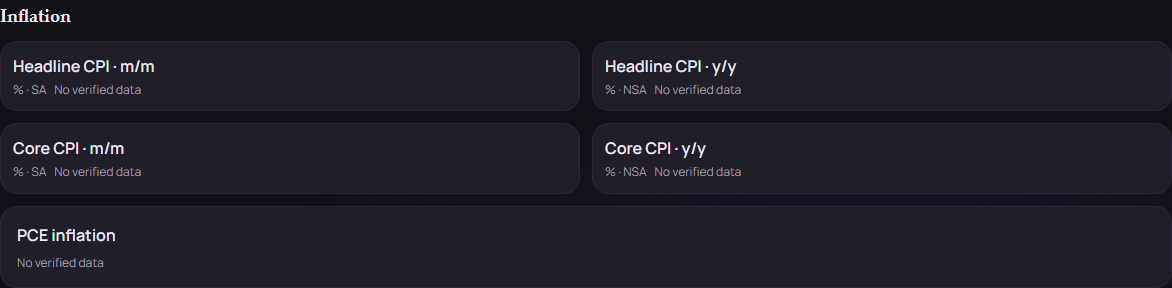 Inflation
Headline CPI · m/m
% · SA No verified data
Headline CPI · y/y
% · NSA No verified data
Core CPI · m/m
% · SA No verified data
Core CPI · y/y
% · NSA No verified data
PCE inflation
No verified data